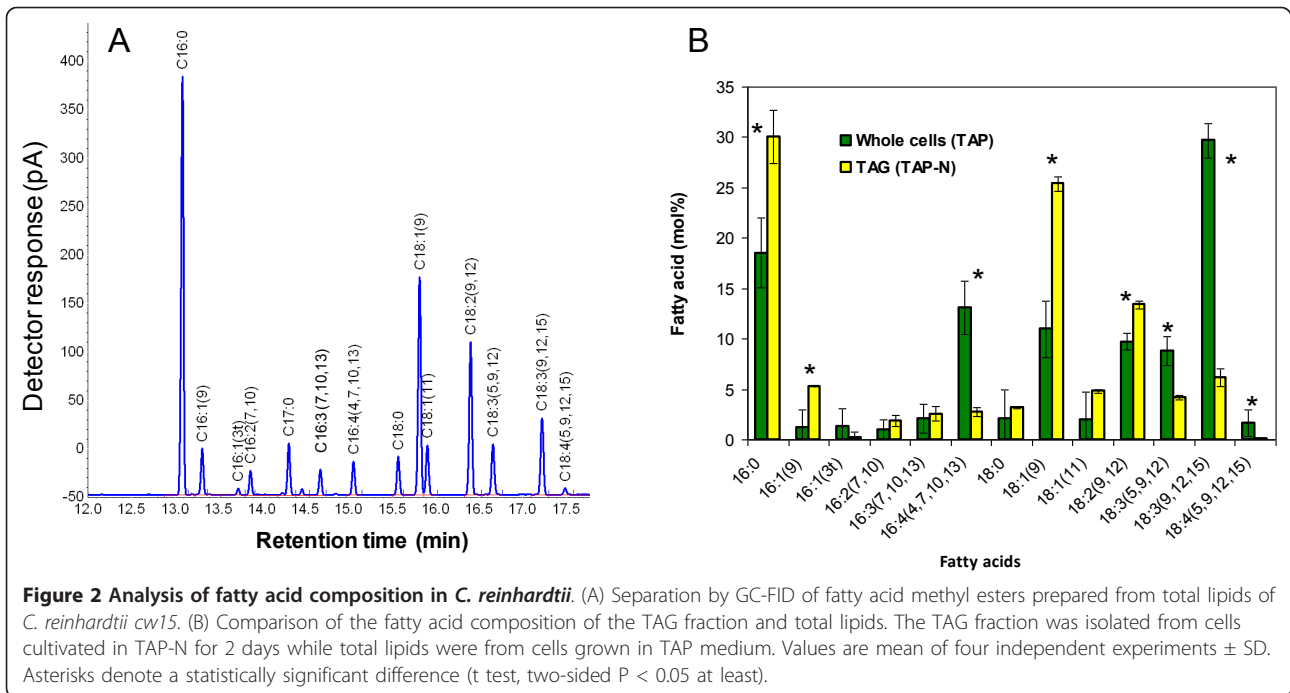 A
400
350
300
250
200
150
100
50
0
-50
Detector response (pA)
C16:0
C16:1(9)
C16:1(3t)
C16:2(7,10)
C17:0
C16:3 (7,10,13)
C16:4(4,7,10,13)
C18:0
C18:1(9)
C18:1(11)
C18:2(9,12)
C18:3(5,9,12)
C18:3(9,12,15)
C18:4(5,9,12,15)
12.0 13.0 13.5 14.0 14.5 15.0 15.5 16.0 16.5 17.0 17.5
Retention time (min)
B
35
30
25
20
15
10
5
0
Fatty acid (mol%)
Whole cells (TAP)
TAG (TAP-N)
* * * * * * * *
16:0
16:1(9)
16:1(3t)
16:2(7,10)
16:3(7,10,13)
16:4(4,7,10,13)
18:0
18:1(9)
18:1(11)
18:2(9,12)
18:3(5,9,12)
18:3(9,12,15)
18:4(5,9,12,15)
Fatty acids
Figure 2 Analysis of fatty acid composition in C. reinhardtii. (A) Separation by GC-FID of fatty acid methyl esters prepared from total lipids of
C. reinhardtii cw15. (B) Comparison of the fatty acid composition of the TAG fraction and total lipids. The TAG fraction was isolated from cells
cultivated in TAP-N for 2 days while total lipids were from cells grown in TAP medium. Values are mean of four independent experiments ± SD.
Asterisks denote a statistically significant difference (t test, two-sided P < 0.05 at least).